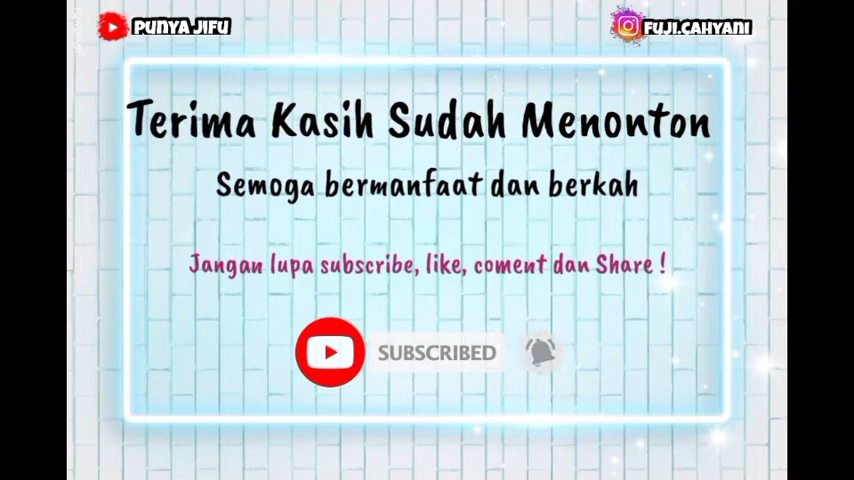 PUNYA JIFU
FUJI.CAHYANI
Terima Kasih Sudah Menonton
Semoga bermanfaat dan berkah
Jangan lupa subscribe, like, coment dan Share !
SUBSCRIBED